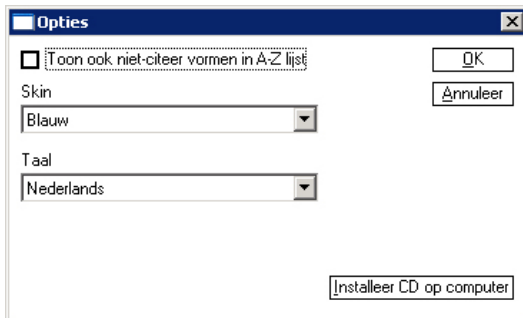 Opties
Toon ook niet-citeer vormen in A-Z lijst
OK
Skin
Annuleer
Blauw
Taal
Nederlands
Installeer CD op computer